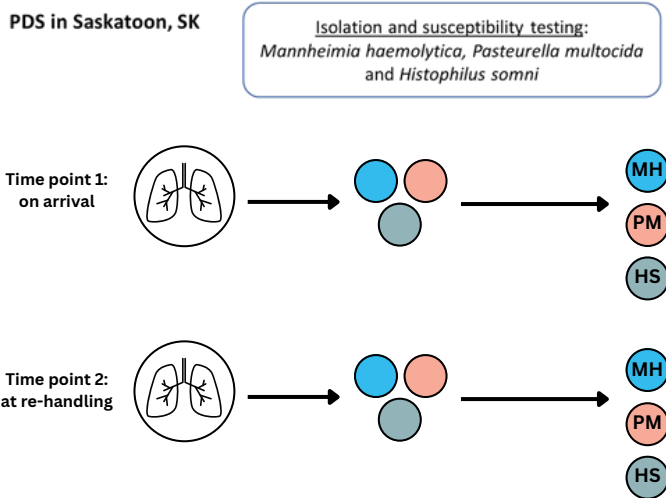 PDS in Saskatoon, SK
Isolation and susceptibility testing:
Mannheimia haemolytica, Pasteurella multocida
and Histophilus somni
Time point 1:
on arrival
MH
PM
HS
Time point 2:
at re-handling
MH
PM
HS